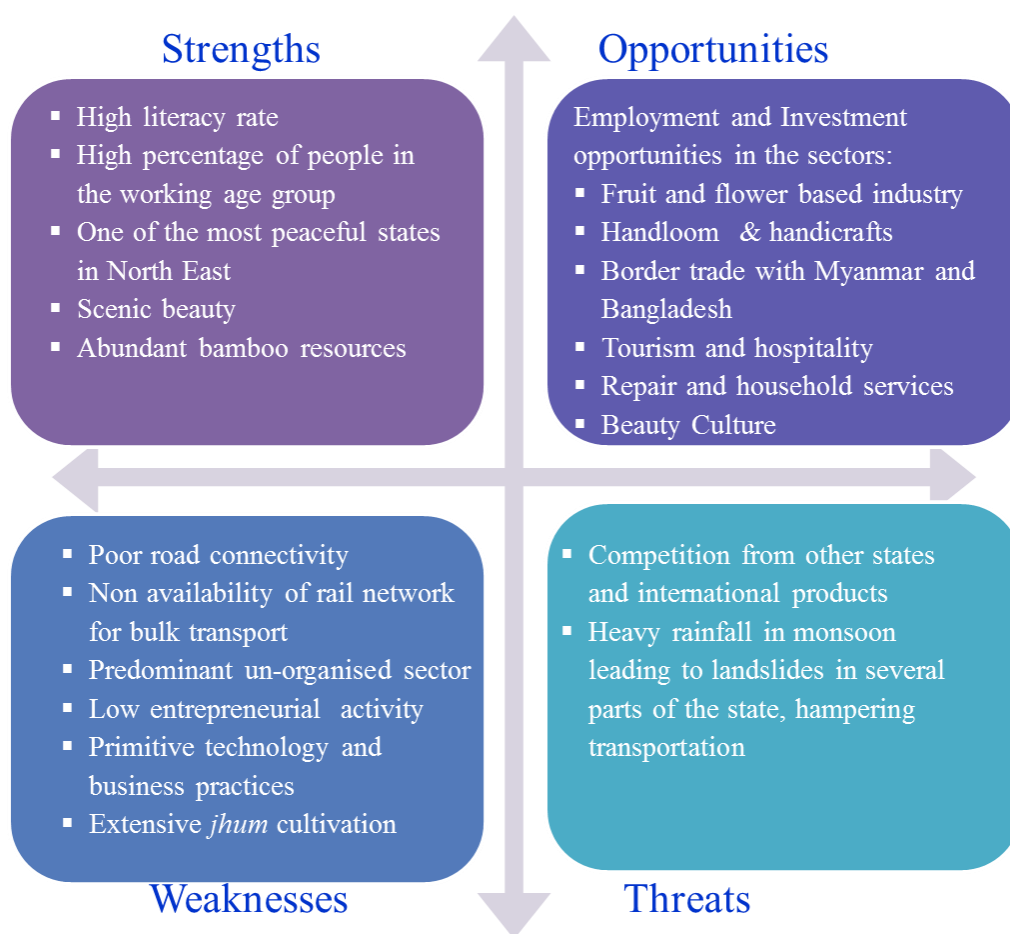 Strengths
▪ High literacy rate
▪ High percentage of people in
the working age group
▪ One of the most peaceful states
in North East
▪ Scenic beauty
▪ Abundant bamboo resources
Opportunities
Employment and Investment
opportunities in the sectors:
▪ Fruit and flower based industry
▪ Handloom & handicrafts
▪ Border trade with Myanmar and
Bangladesh
▪ Tourism and hospitality
▪ Repair and household services
▪ Beauty Culture
▪ Poor road connectivity
▪ Non availability of rail network
for bulk transport
▪ Predominant un-organised sector
▪ Low entrepreneurial activity
▪ Primitive technology and
business practices
▪ Extensive jhum cultivation
Weaknesses
▪ Competition from other states
and international products
▪ Heavy rainfall in monsoon
leading to landslides in several
parts of the state, hampering
transportation
Threats